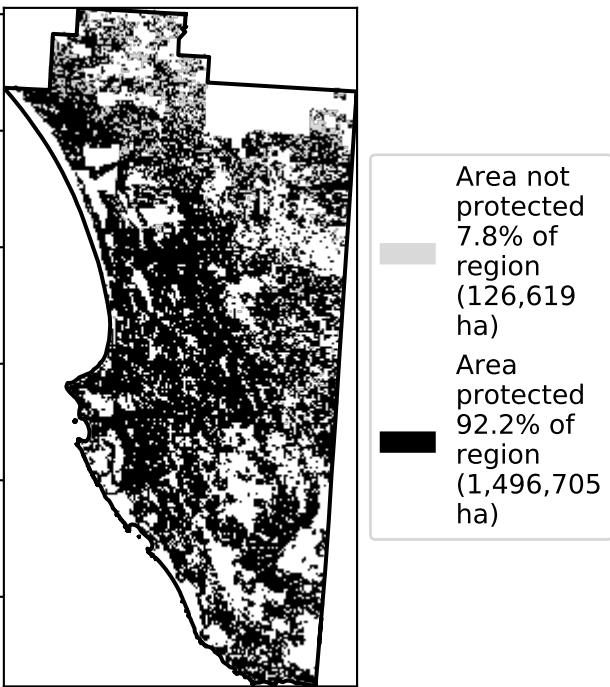 Area not
protected
7.8% of
region
(126,619
ha)
Area
protected
92.2% of
region
(1,496,705
ha)